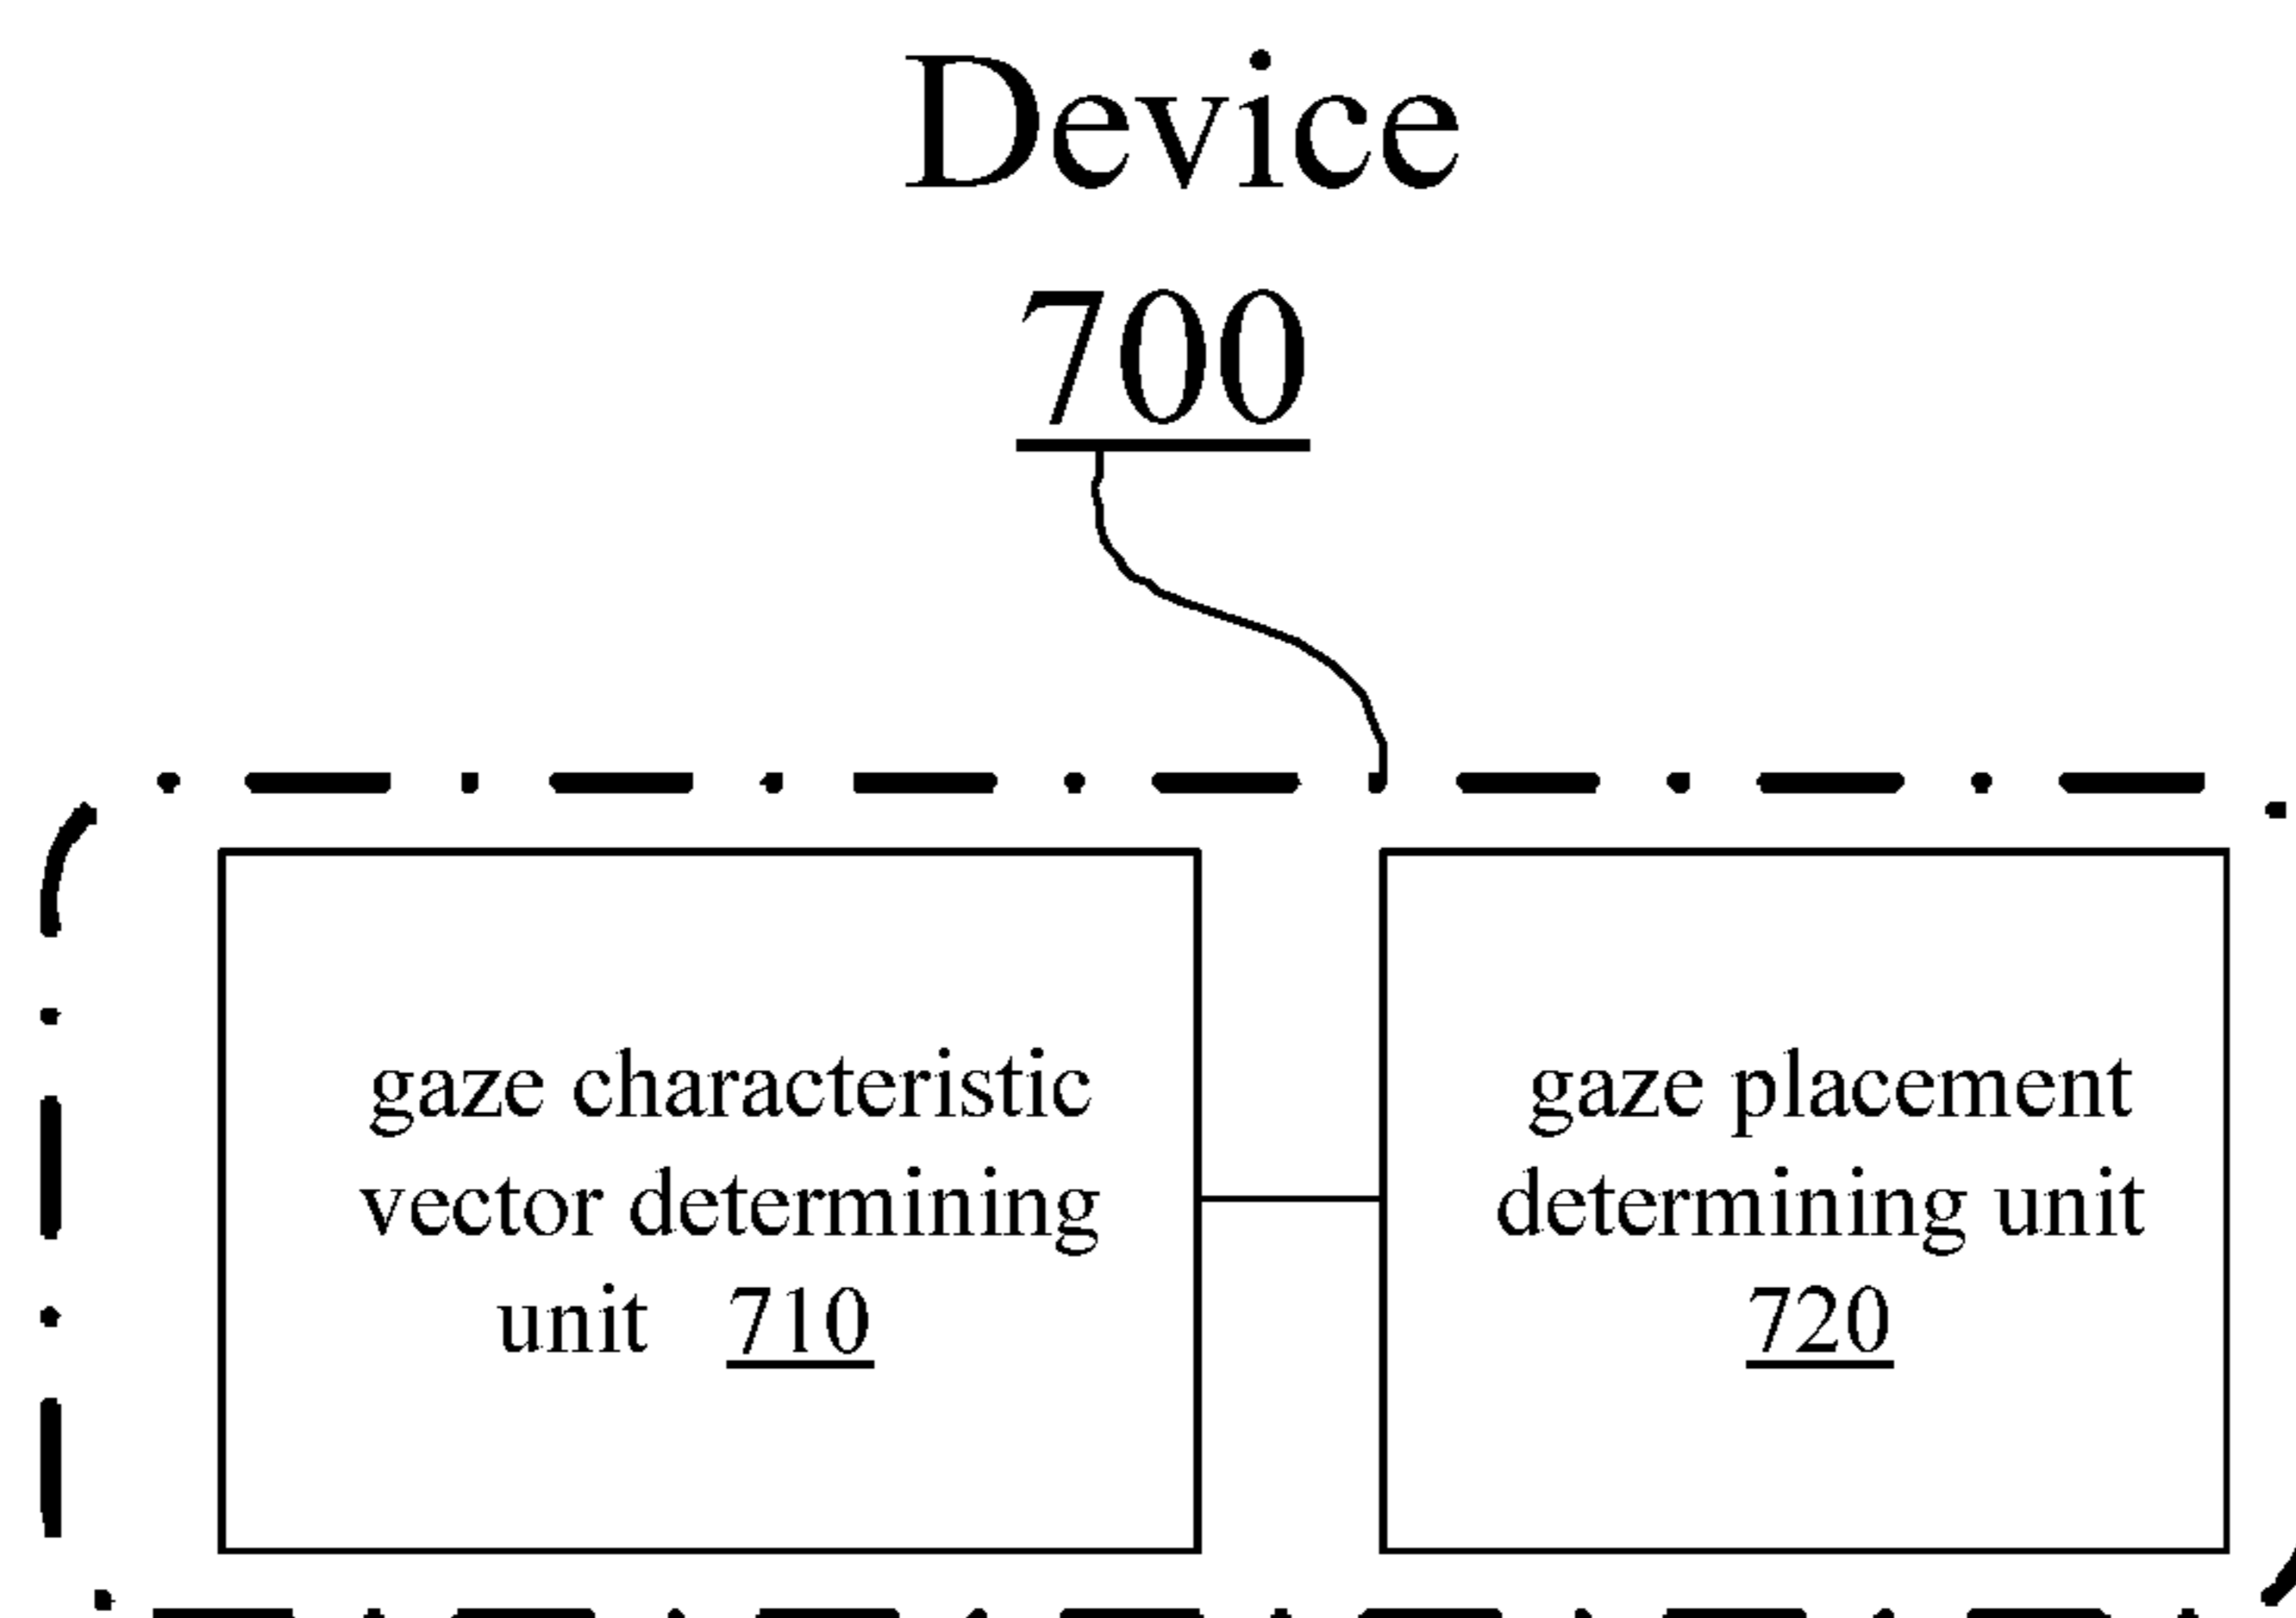 Device
700
gaze characteristic
vector determining
unit 710
gaze placement
determining unit
720